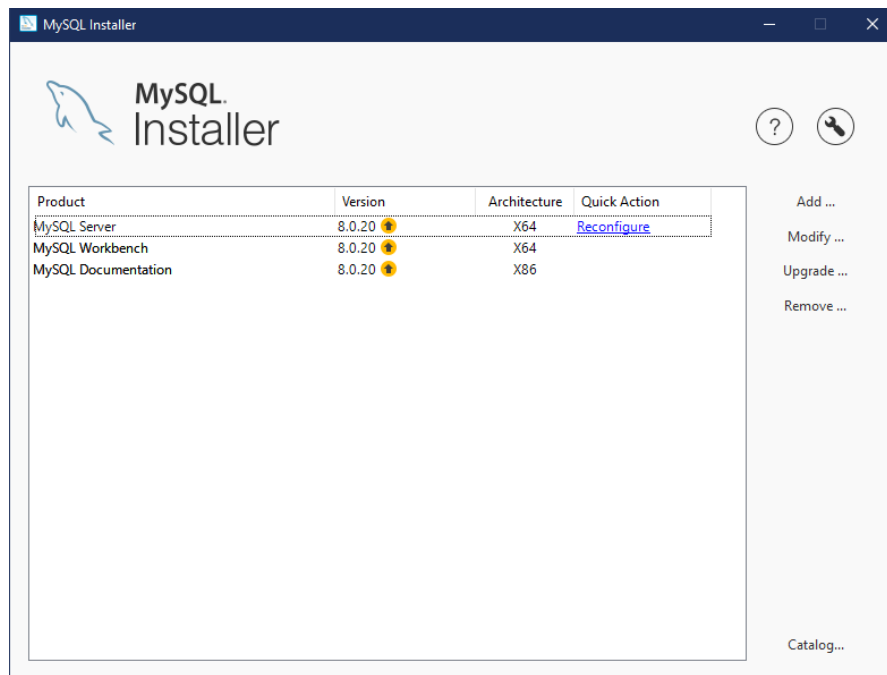 MySQL Installer
MySQL.
Installer
?
Product Version Architecture Quick Action
MySQL Server 8.0.20 X64 Reconfigure
MySQL Workbench 8.0.20 X64
MySQL Documentation 8.0.20 X86
Add ...
Modify ...
Upgrade ...
Remove ...
Catalog...